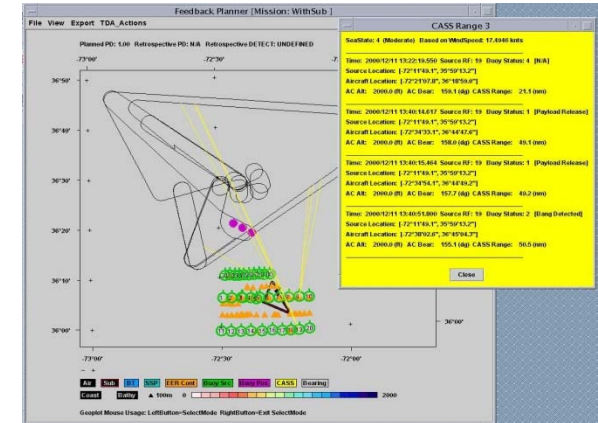 Feedback Planner [Mission: WithSub ]
File View Export TDA_Actions
Planned PD: 1.00 Retrospective PD: N/A Retrospective DETECT: UNDEFINED
-73°00' -72°30'
36°50'
36°40'
36°30'
36°20'
36°10'
36°00' 36°00'
-73°00' -72°30' -72°00'
Air Sub BT SSP EER Cont Buoy Src Buoy Pos CASS Bearing
Coast Bathy 100m 0 2000
Geoplot Mouse Usage: LeftButton=SelectMode RightButton=Exit SelectMode
CASS Range 3
SeaState: 4 (Moderate) Based on WindSpeed: 17.4946 knts
Time: 2000/12/11 13:22:19.550 Source RF: 19 Buoy Status: 4 [N/A]
Source Location: [-72°11'49.1", 35°59'13.2"]
Aircraft Location: [-72°21'07.8", 36°18'59.0"]
AC Alt: 2000.0 (ft) AC Bear: 159.1 (dg) CASS Range: 21.1 (nm)
Time: 2000/12/11 13:40:14.617 Source RF: 19 Buoy Status: 1 [Payload Release]
Source Location: [-72°11'49.1", 35°59'13.2"]
Aircraft Location: [-72°34'33.1", 36°44'47.6"]
AC Alt: 2000.0 (ft) AC Bear: 158.0 (dg) CASS Range: 49.1 (nm)
Time: 2000/12/11 13:40:15.464 Source RF: 19 Buoy Status: 1 [Payload Release]
Source Location: [-72°11'49.1", 35°59'13.2"]
Aircraft Location: [-72°34'54.1", 36°44'49.2"]
AC Alt: 2000.0 (ft) AC Bear: 157.7 (dg) CASS Range: 49.2 (nm)
Time: 2000/12/11 13:40:51.800 Source RF: 19 Buoy Status: 2 [Bang Detected]
Source Location: [-72°11'49.1", 35°59'13.2"]
Aircraft Location: [-72°38'02.6", 36°45'04.3"]
AC Alt: 2000.0 (ft) AC Bear: 155.1 (dg) CASS Range: 50.5 (nm)
Close